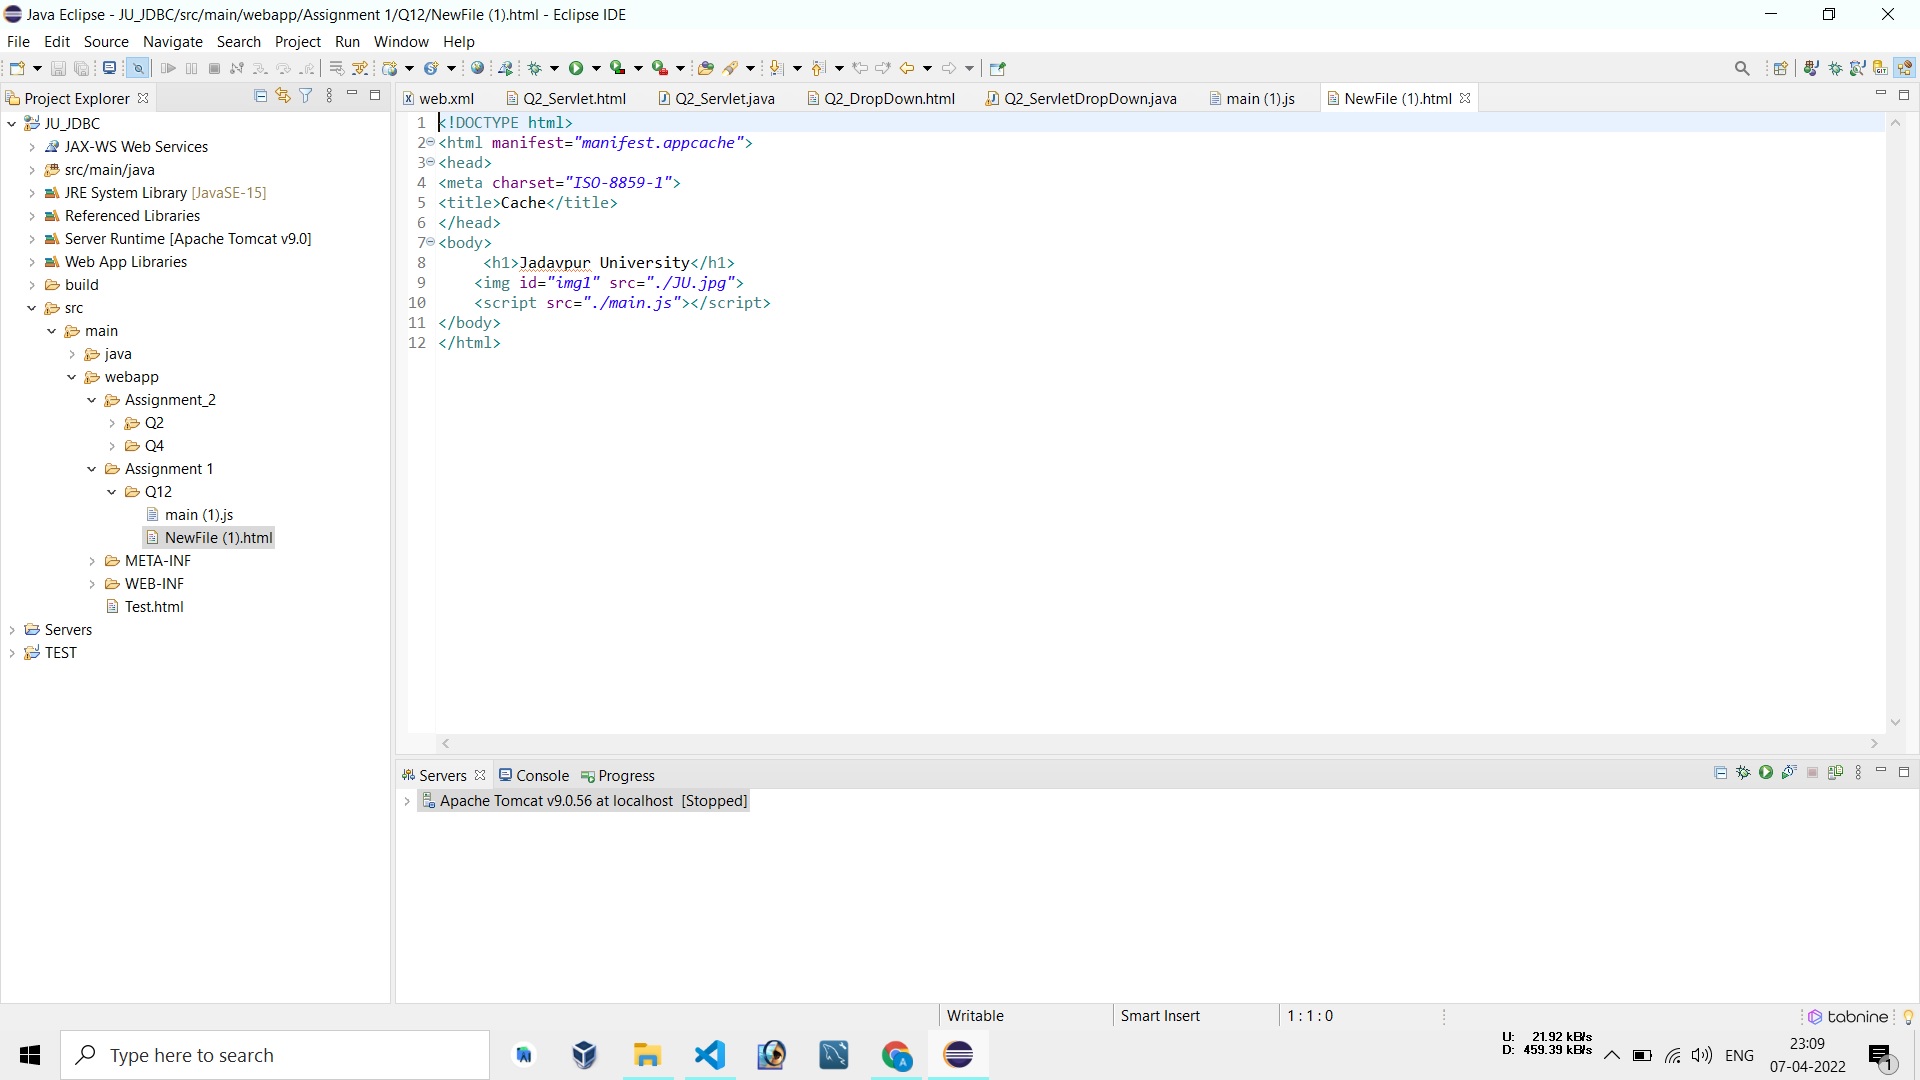 Java Eclipse - JU_JDBC/src/main/webapp/Assignment 1/Q12/NewFile (1).html - Eclipse IDE
File Edit Source Navigate Search Project Run Window Help
Project Explorer
JU_JDBC
JAX-WS Web Services
src/main/java
JRE System Library [JavaSE-15]
Referenced Libraries
Server Runtime [Apache Tomcat v9.0]
Web App Libraries
build
src
main
java
webapp
Assignment_2
Q2
Q4
Assignment 1
Q12
main (1).js
NewFile (1).html
META-INF
WEB-INF
Test.html
Servers
TEST
web.xml Q2_Servlet.html Q2_Servlet.java Q2_DropDown.html Q2_ServletDropDown.java main (1).js NewFile (1).html
1 <!DOCTYPE html>
2 <html manifest="manifest.appcache">
3 <head>
4 <meta charset="ISO-8859-1">
5 <title>Cache</title>
6 </head>
7 <body>
8 <h1>Jadavpur University</h1>
9 <img id="img1" src="./JU.jpg">
10 <script src="./main.js"></script>
11 </body>
12 </html>
Servers Console Progress
Apache Tomcat v9.0.56 at localhost [Stopped]
Writable Smart Insert 1 : 1 : 0
tabnine
Type here to search
U: 21.92 kB/s
D: 459.39 kB/s
ENG
23:09
07-04-2022
1